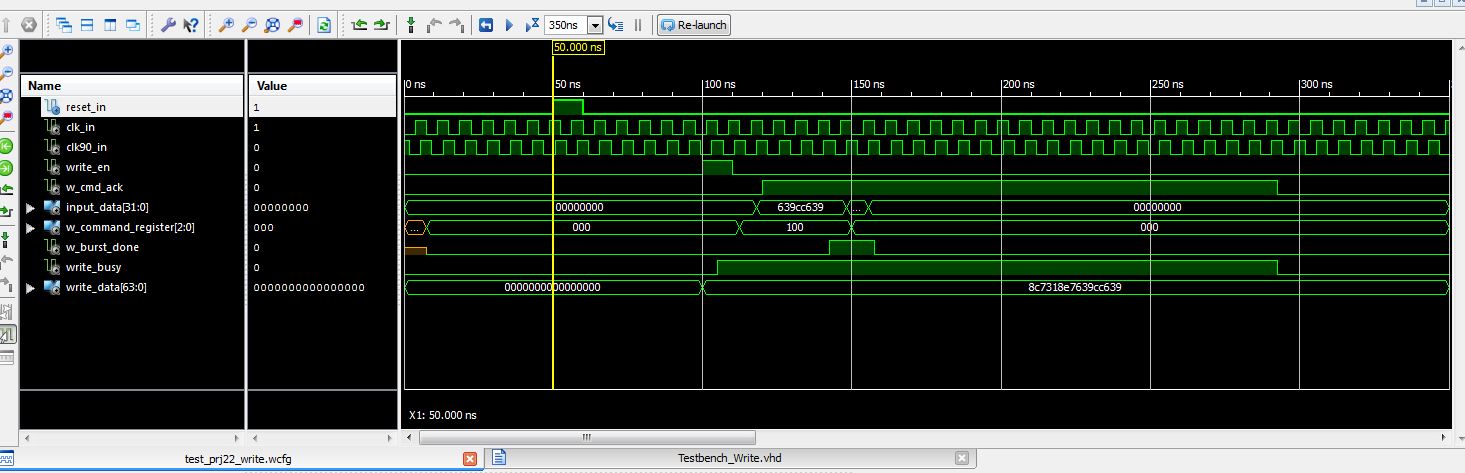 350ns Re-launch
50.000 ns
Name Value 0 ns 50 ns 100 ns 150 ns 200 ns 250 ns 300 ns
reset_in 1
clk_in 1
clk90_in 0
write_en 0
w_cmd_ack 0
input_data[31:0] 00000000 00000000 639cc639 ... 00000000
w_command_register[2:0] 000 ... 000 100 000
w_burst_done 0
write_busy 0
write_data[63:0] 0000000000000000 0000000000000000 8c7318e7639cc639
X1: 50.000 ns
test_prj22_write.wcfg Testbench_Write.vhd